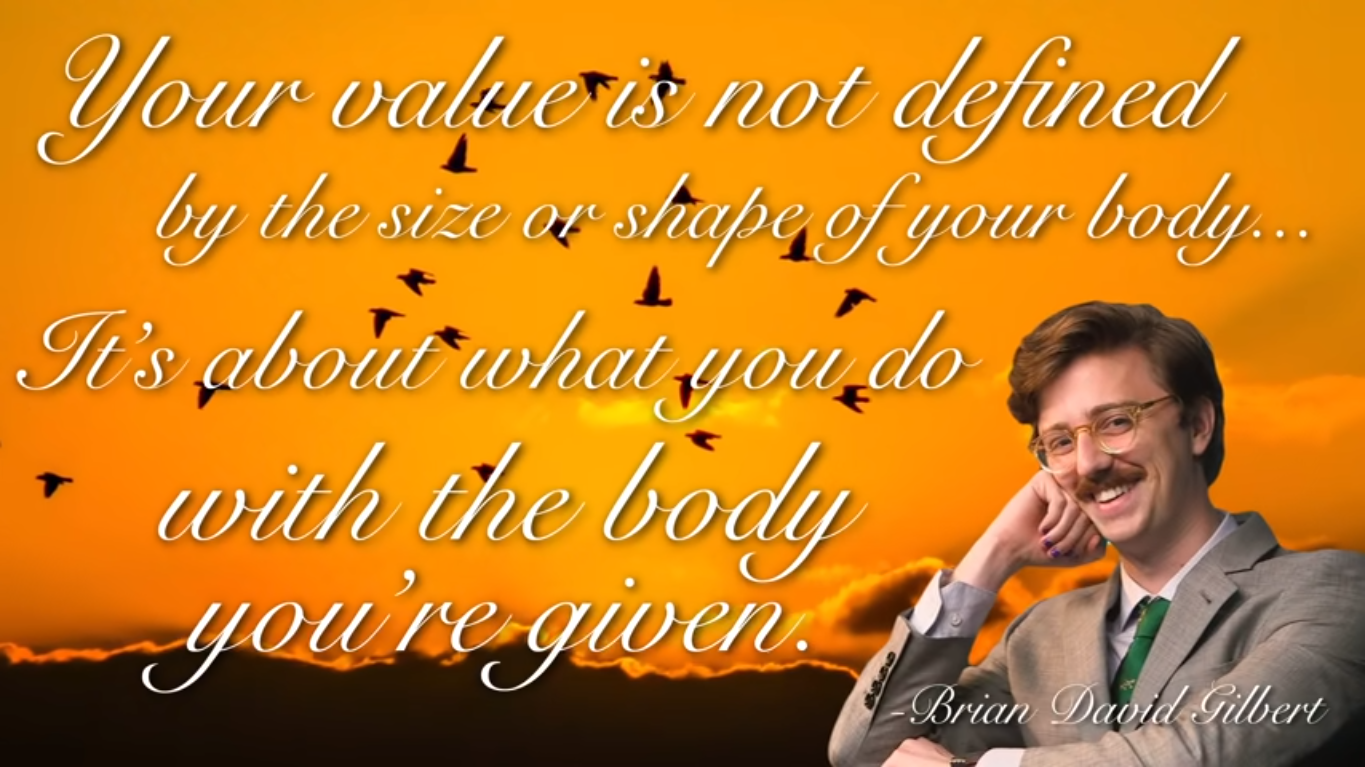 Your value is not defined
by the size or shape of your body...
It's about what you do
with the body
you're given.
-Brian David Gilbert